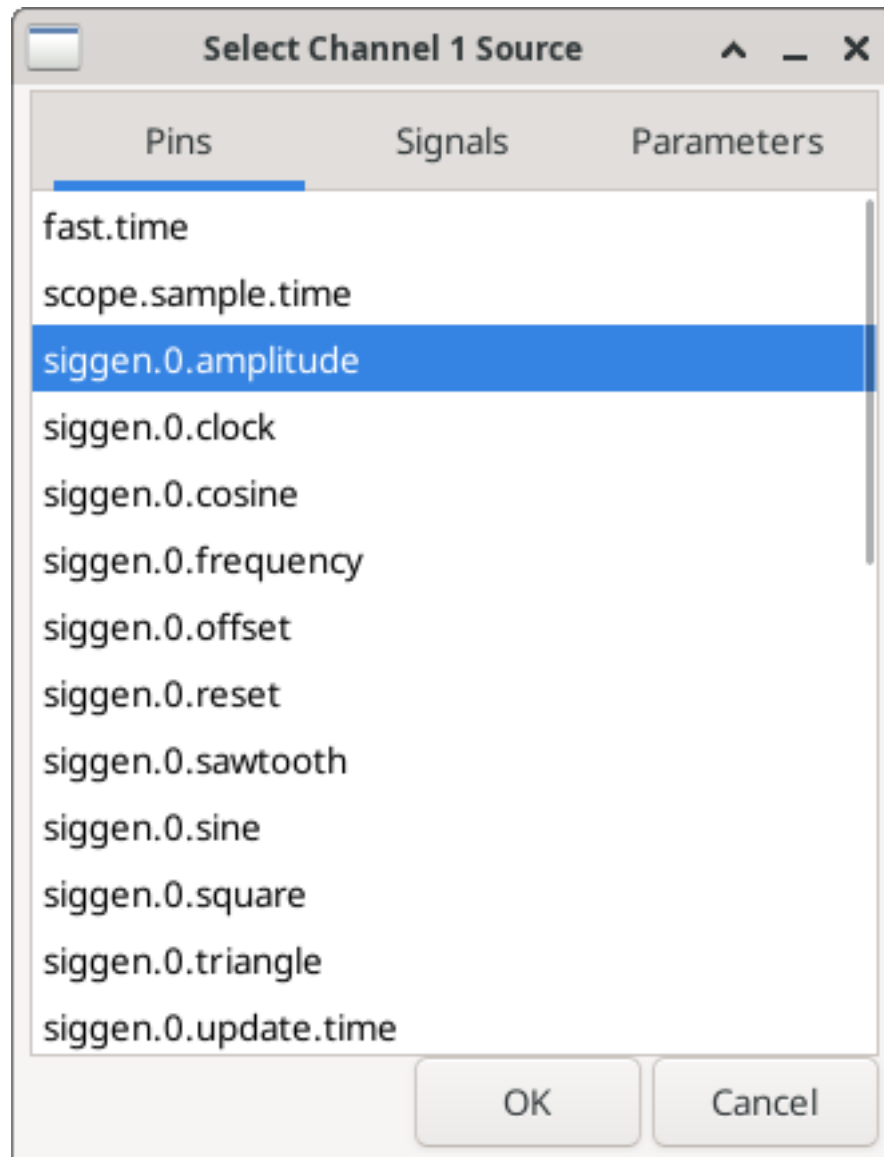 Select Channel 1 Source
Pins Signals Parameters
fast.time
scope.sample.time
siggen.0.amplitude
siggen.0.clock
siggen.0.cosine
siggen.0.frequency
siggen.0.offset
siggen.0.reset
siggen.0.sawtooth
siggen.0.sine
siggen.0.square
siggen.0.triangle
siggen.0.update.time
OK Cancel